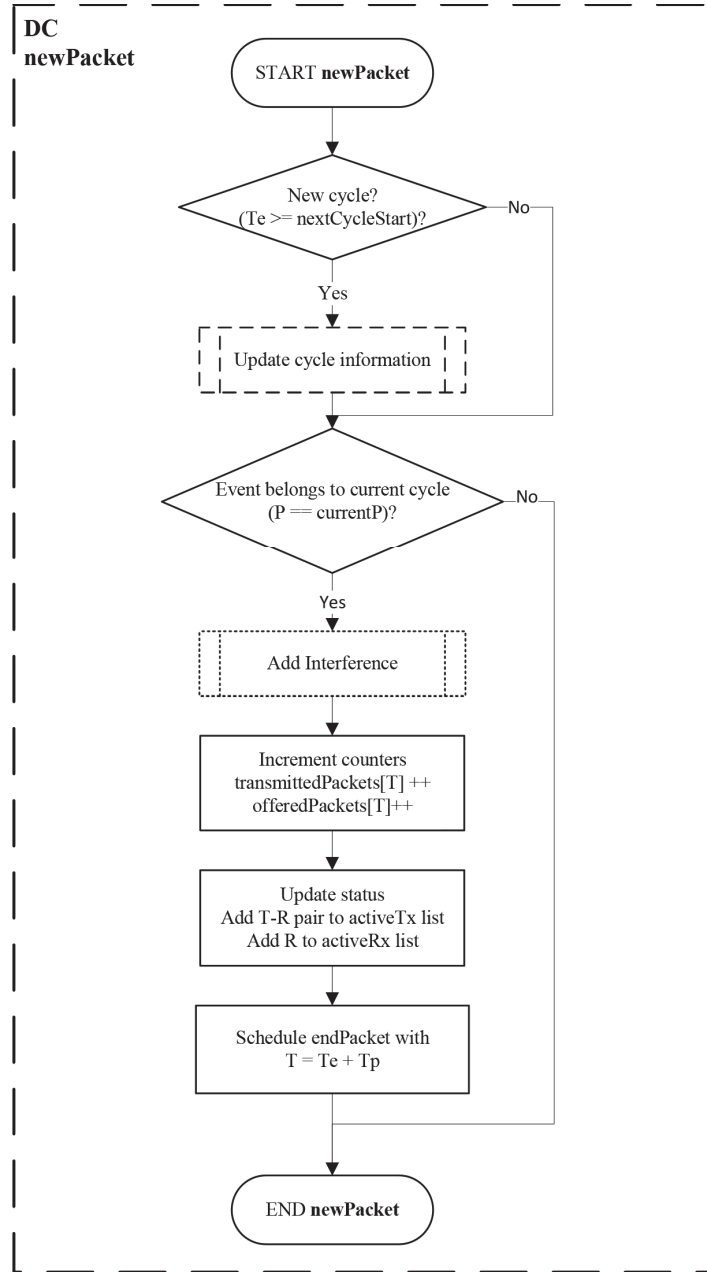 DC
newPacket
START newPacket
New cycle?
(Te >= nextCycleStart)?
No
Yes
Update cycle information
Event belongs to current cycle
(P == currentP)?
No
Yes
Add Interference
Increment counters
transmittedPackets[T] ++
offeredPackets[T]++
Update status
Add T-R pair to activeTx list
Add R to activeRx list
Schedule endPacket with
T = Te + Tp
END newPacket